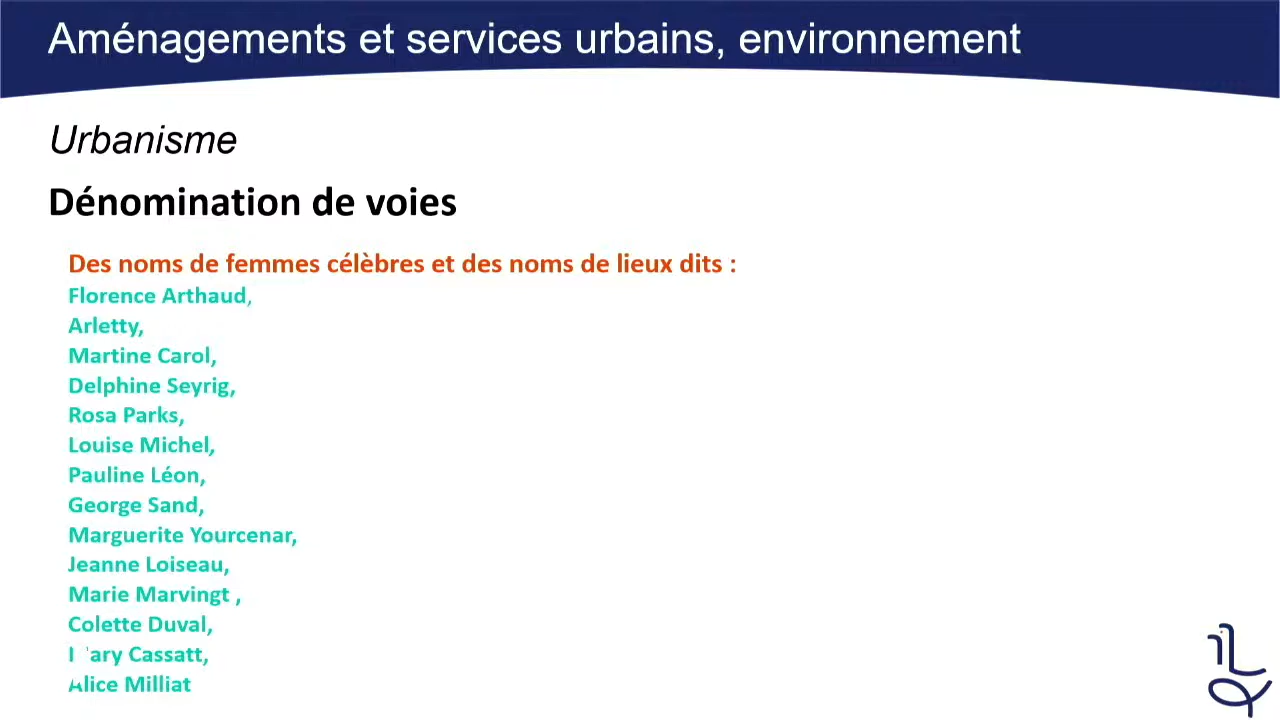 Aménagements et services urbains, environnement
Urbanisme
Dénomination de voies
Des noms de femmes célèbres et des noms de lieux dits :
Florence Arthaud,
Arletty,
Martine Carol,
Delphine Seyrig,
Rosa Parks,
Louise Michel,
Pauline Léon,
George Sand,
Marguerite Yourcenar,
Jeanne Loiseau,
Marie Marvingt ,
Colette Duval,
Mary Cassatt,
Alice Milliat